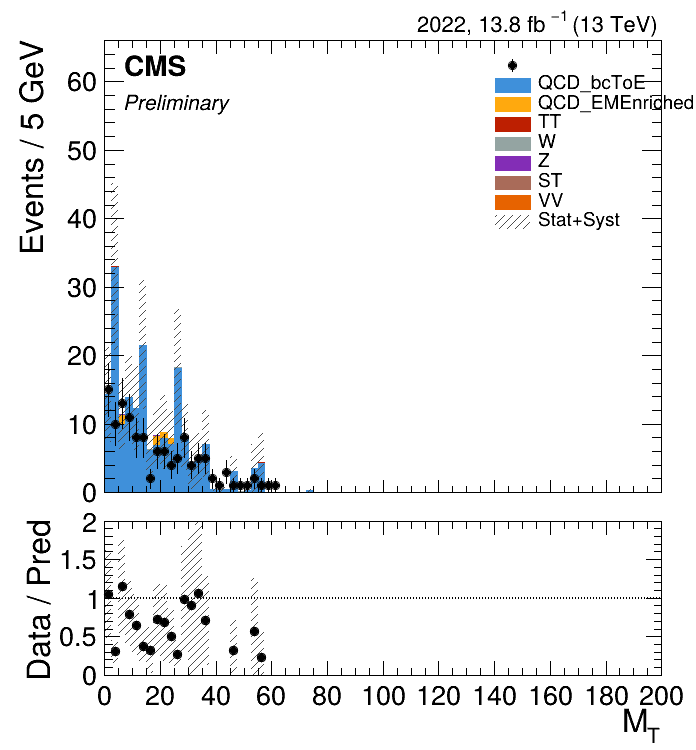 2022, 13.8 fb⁻¹ (13 TeV)
CMS
Preliminary
QCD_bcToE
QCD_EMEnriched
TT
W
Z
ST
VV
Stat+Syst
Events / 5 GeV
60
50
40
30
20
10
0
Data / Pred
2
1.5
1
0.5
0
0 20 40 60 80 100 120 140 160 180 200
M_T